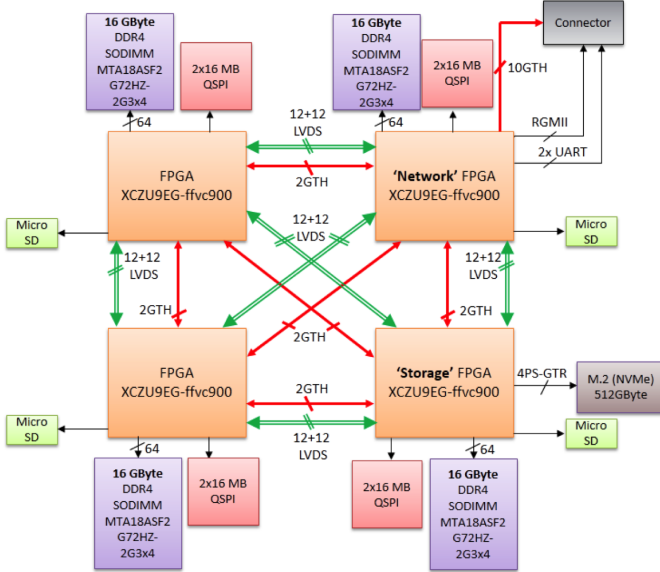 16 GByte
DDR4
SODIMM
MTA18ASF2
G72HZ-
2G3x4
2x16 MB
QSPI
64
16 GByte
DDR4
SODIMM
MTA18ASF2
G72HZ-
2G3x4
2x16 MB
QSPI
64
Connector
10GTH
RGMII
2x UART
12+12
LVDS
2GTH
FPGA
XCZU9EG-ffvc900
'Network' FPGA
XCZU9EG-ffvc900
Micro
SD
Micro
SD
12+12
LVDS
12+12
LVDS
12+12
LVDS
2GTH
2GTH
2GTH
FPGA
XCZU9EG-ffvc900
'Storage' FPGA
XCZU9EG-ffvc900
2GTH
12+12
LVDS
4PS-GTR
M.2 (NVMe)
512GByte
Micro
SD
Micro
SD
64
16 GByte
DDR4
SODIMM
MTA18ASF2
G72HZ-
2G3x4
2x16 MB
QSPI
2x16 MB
QSPI
64
16 GByte
DDR4
SODIMM
MTA18ASF2
G72HZ-
2G3x4